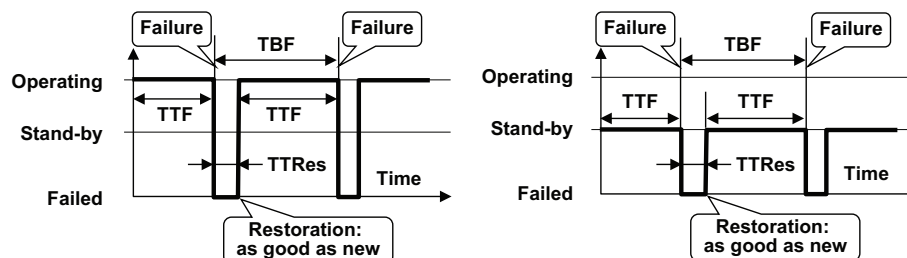 Failure
TBF
Failure
Operating
TTF
TTF
Stand-by
TTRes
Time
Failed
Restoration:
as good as new
Failure
TBF
Failure
Operating
TTF
TTF
Stand-by
TTRes
Time
Failed
Restoration:
as good as new